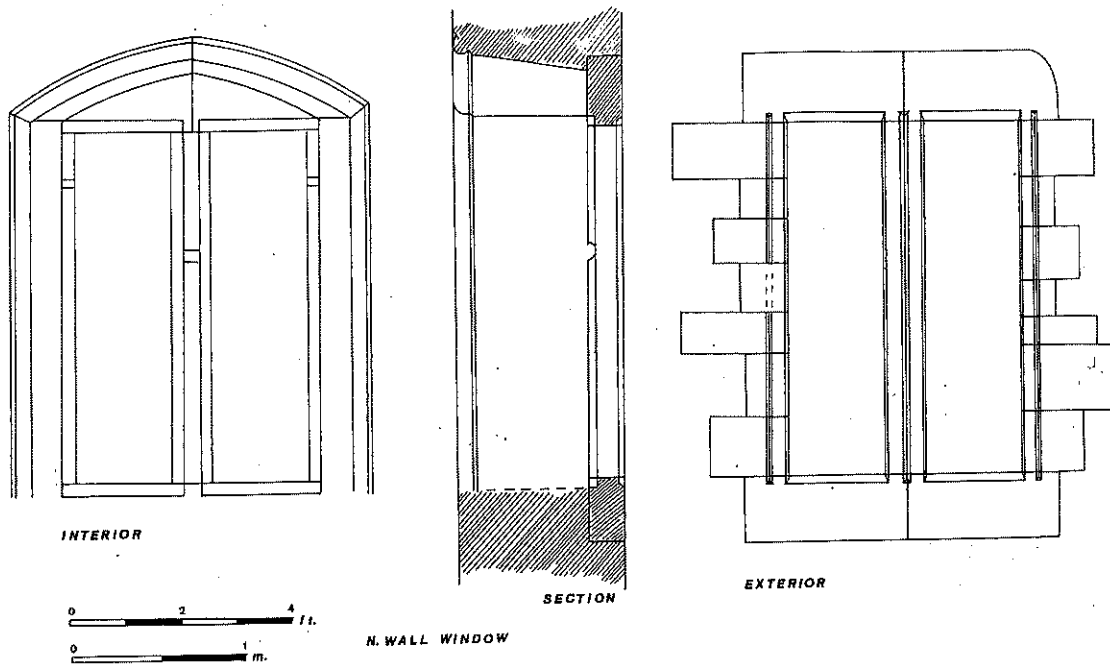 INTERIOR
SECTION
EXTERIOR
0 2 4 ft.
0 1 m.
N. WALL WINDOW